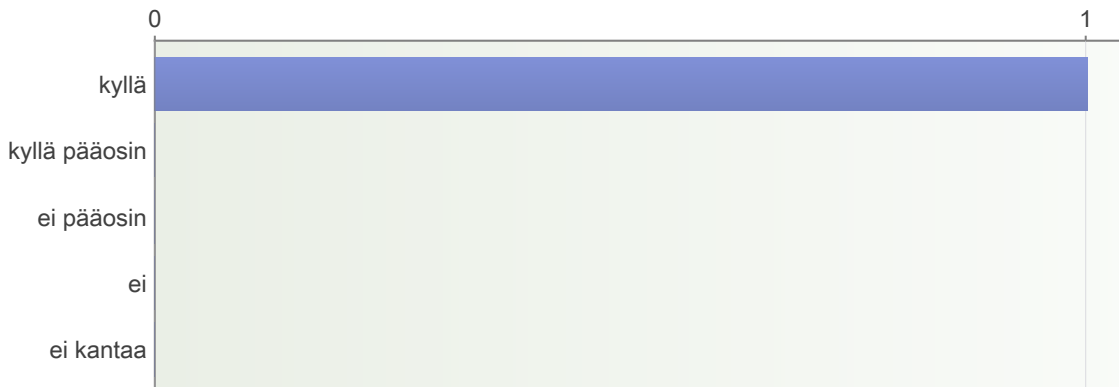 0 1
kyllä
kyllä pääosin
ei pääosin
ei
ei kantaa